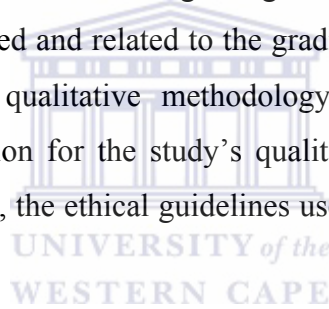 ed and related to the grad
qualitative methodology
on for the study's qualit
, the ethical guidelines us
UNIVERSITY of the
WESTERN CAPE